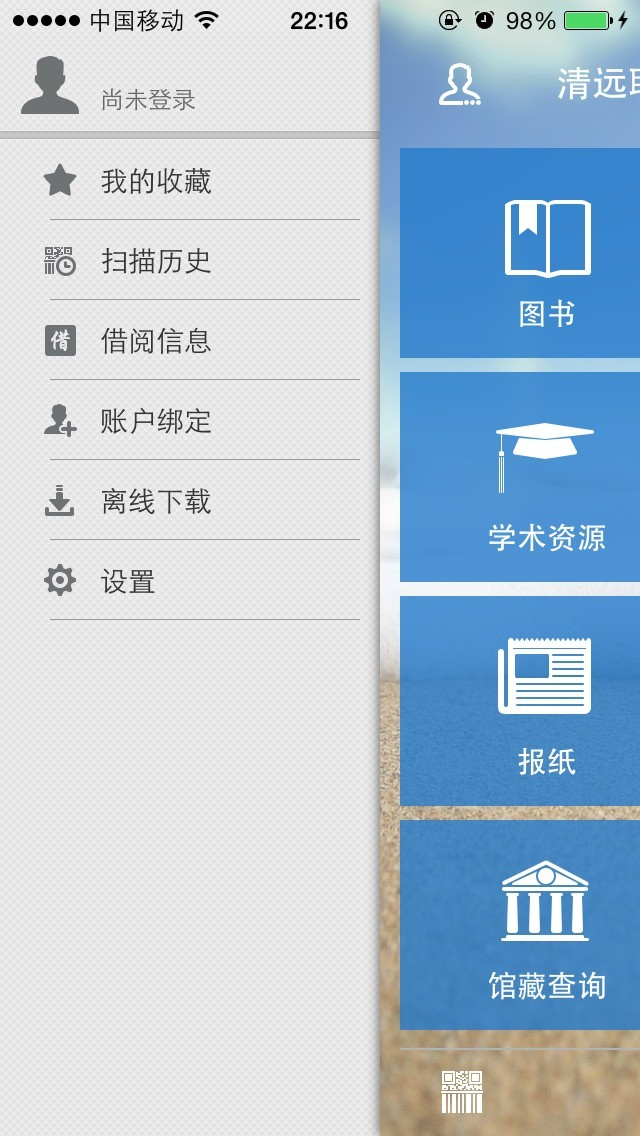 中国移动
22:16
98%
尚未登录
我的收藏
扫描历史
借 借阅信息
账户绑定
离线下载
设置
清远
图书
学术资源
报纸
馆藏查询